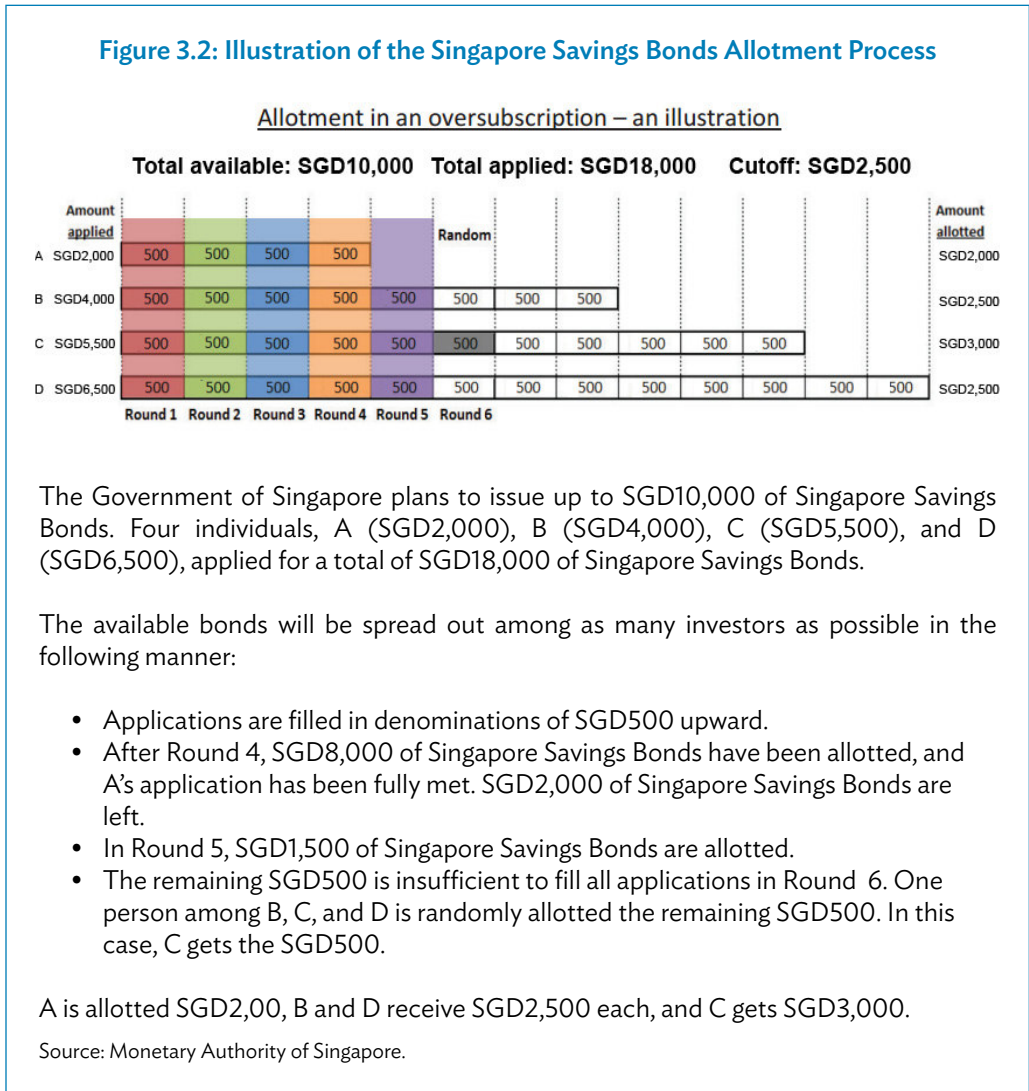 Figure 3.2: Illustration of the Singapore Savings Bonds Allotment Process
Allotment in an oversubscription – an illustration
Total available: SGD10,000 Total applied: SGD18,000 Cutoff: SGD2,500
Amount applied Random Amount allotted
A SGD2,000 500 500 500 500 SGD2,000
B SGD4,000 500 500 500 500 500 500 500 500 SGD2,500
C SGD5,500 500 500 500 500 500 500 500 500 500 500 500 SGD3,000
D SGD6,500 500 500 500 500 500 500 500 500 500 500 500 500 500 SGD2,500
Round 1 Round 2 Round 3 Round 4 Round 5 Round 6
The Government of Singapore plans to issue up to SGD10,000 of Singapore Savings
Bonds. Four individuals, A (SGD2,000), B (SGD4,000), C (SGD5,500), and D
(SGD6,500), applied for a total of SGD18,000 of Singapore Savings Bonds.
The available bonds will be spread out among as many investors as possible in the
following manner:
• Applications are filled in denominations of SGD500 upward.
• After Round 4, SGD8,000 of Singapore Savings Bonds have been allotted, and
A's application has been fully met. SGD2,000 of Singapore Savings Bonds are
left.
• In Round 5, SGD1,500 of Singapore Savings Bonds are allotted.
• The remaining SGD500 is insufficient to fill all applications in Round 6. One
person among B, C, and D is randomly allotted the remaining SGD500. In this
case, C gets the SGD500.
A is allotted SGD2,00, B and D receive SGD2,500 each, and C gets SGD3,000.
Source: Monetary Authority of Singapore.